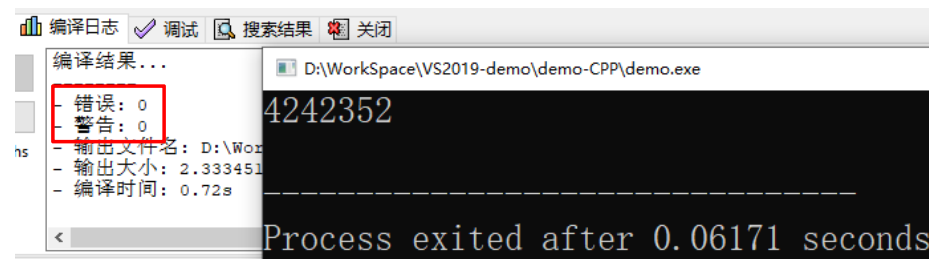 编译日志 调试 搜索结果 关闭
编译结果...
--------
- 错误: 0
- 警告: 0
- 输出文件名: D:\Wor
- 输出大小: 2.333451
- 编译时间: 0.72s
hs
D:\WorkSpace\VS2019-demo\demo-CPP\demo.exe
4242352
--------------------------------
Process exited after 0.06171 seconds